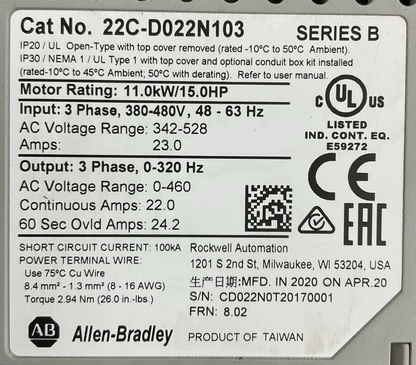 Cat No. 22C-D022N103 SERIES B
IP20 / UL Open-Type with top cover removed (rated -10°C to 50°C Ambient).
IP30 / NEMA 1 / UL Type 1 with top cover and optional conduit box kit installed
(rated-10°C to 45°C Ambient; 50°C with derating). Refer to user manual.
Motor Rating: 11.0kW/15.0HP
Input: 3 Phase, 380-480V, 48 - 63 Hz
AC Voltage Range: 342-528
Amps: 23.0
C UL US
LISTED
IND. CONT. EQ.
E59272
Output: 3 Phase, 0-320 Hz
AC Voltage Range: 0-460
Continuous Amps: 22.0
60 Sec Ovld Amps: 24.2
CE
EAC
SHORT CIRCUIT CURRENT: 100kA
POWER TERMINAL WIRE:
Use 75°C Cu Wire
8.4 mm² - 1.3 mm² (8 - 16 AWG)
Torque 2.94 Nm (26.0 in.-lbs.)
Rockwell Automation
1201 S 2nd St, Milwaukee, WI 53204, USA
生产日期:MFD. IN 2020 ON APR.20
S/N: CD022N0T20170001
FRN: 8.02
AB Allen-Bradley PRODUCT OF TAIWAN